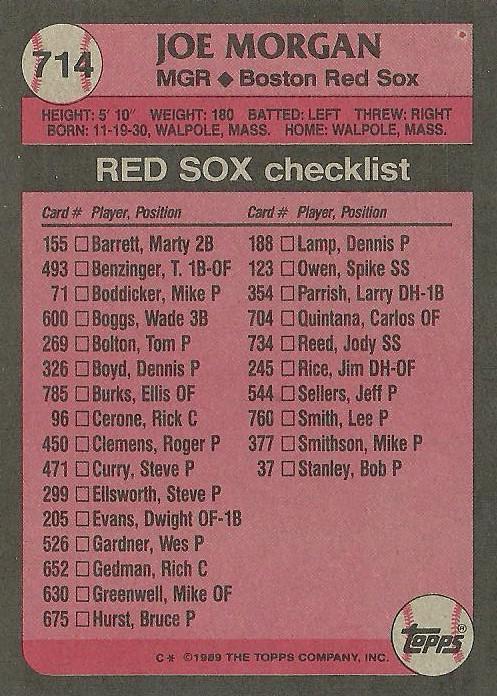 714
JOE MORGAN
MGR ◆ Boston Red Sox
HEIGHT: 5' 10" WEIGHT: 180 BATTED: LEFT THREW: RIGHT
BORN: 11-19-30, WALPOLE, MASS. HOME: WALPOLE, MASS.
RED SOX checklist
Card # Player, Position
155 ☐ Barrett, Marty 2B
493 ☐ Benzinger, T. 1B-OF
71 ☐ Boddicker, Mike P
600 ☐ Boggs, Wade 3B
269 ☐ Bolton, Tom P
326 ☐ Boyd, Dennis P
785 ☐ Burks, Ellis OF
96 ☐ Cerone, Rick C
450 ☐ Clemens, Roger P
471 ☐ Curry, Steve P
299 ☐ Ellsworth, Steve P
205 ☐ Evans, Dwight OF-1B
526 ☐ Gardner, Wes P
652 ☐ Gedman, Rich C
630 ☐ Greenwell, Mike OF
675 ☐ Hurst, Bruce P
Card # Player, Position
188 ☐ Lamp, Dennis P
123 ☐ Owen, Spike SS
354 ☐ Parrish, Larry DH-1B
704 ☐ Quintana, Carlos OF
734 ☐ Reed, Jody SS
245 ☐ Rice, Jim DH-OF
544 ☐ Sellers, Jeff P
760 ☐ Smith, Lee P
377 ☐ Smithson, Mike P
37 ☐ Stanley, Bob P
Topps®
C* ©1989 THE TOPPS COMPANY, INC.